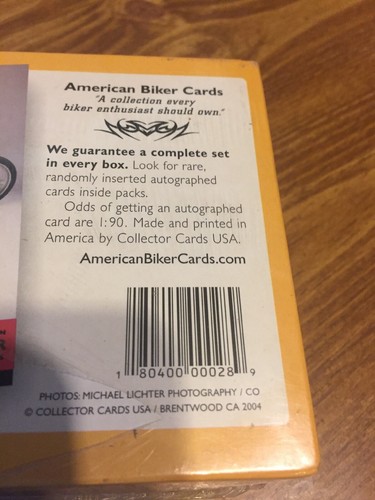 American Biker Cards
"A collection every
biker enthusiast should own."
We guarantee a complete set
in every box. Look for rare,
randomly inserted autographed
cards inside packs.
Odds of getting an autographed
card are 1:90. Made and printed in
America by Collector Cards USA.
AmericanBikerCards.com
1 80400 00028 9
PHOTOS: MICHAEL LICHTER PHOTOGRAPHY / CO
© COLLECTOR CARDS USA / BRENTWOOD CA 2004